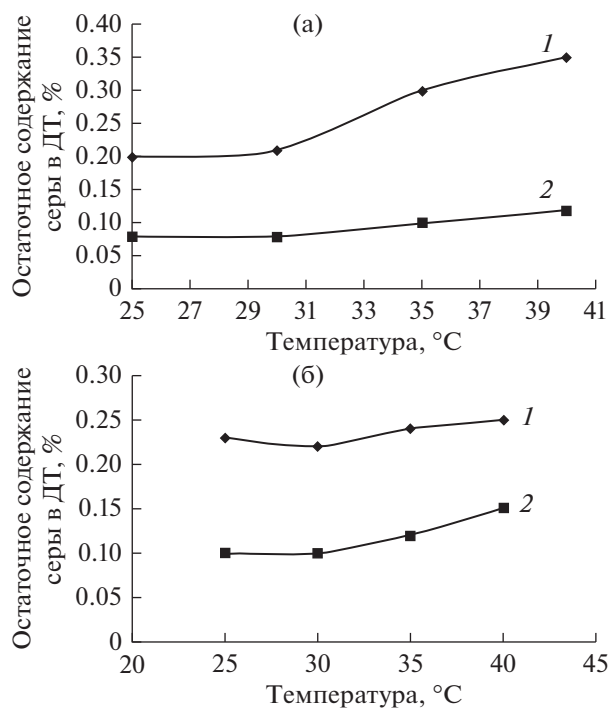 (а)
Остаточное содержание
серы в ДТ, %
0.40
0.35
0.30
0.25
0.20
0.15
0.10
0.05
0
1
2
25 27 29 31 33 35 37 39 41
Температура, °С
(б)
Остаточное содержание
серы в ДТ, %
0.30
0.25
0.20
0.15
0.10
0.05
0
1
2
20 25 30 35 40 45
Температура, °С